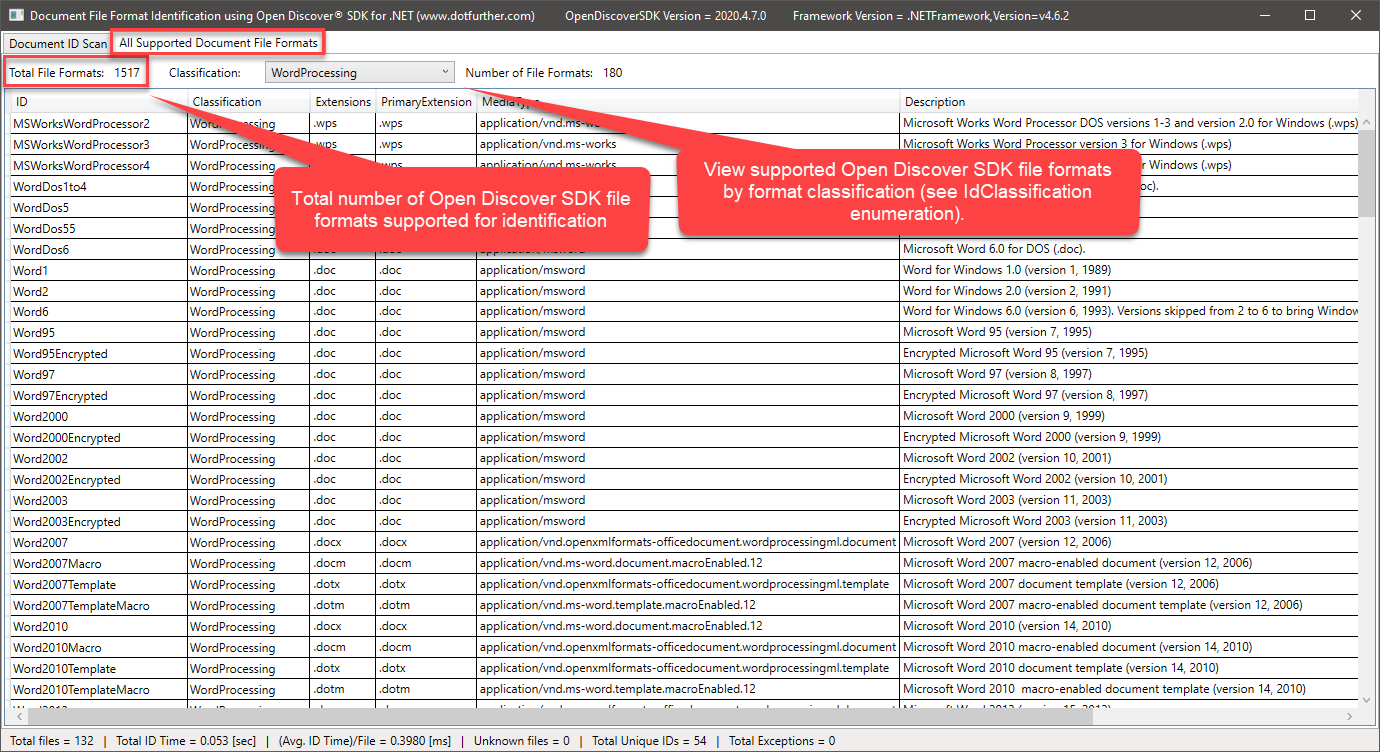 Document File Format Identification using Open Discover® SDK for .NET (www.dotfurther.com) OpenDiscoverSDK Version = 2020.4.7.0 Framework Version = .NETFramework,Version=v4.6.2
Document ID Scan All Supported Document File Formats
Total File Formats: 1517 Classification: WordProcessing Number of File Formats: 180
ID Classification Extensions PrimaryExtension MediaType Description
MSWorksWordProcessor2 WordProcessing .wps .wps application/vnd.ms-works Microsoft Works Word Processor DOS versions 1-3 and version 2.0 for Windows (.wps)
MSWorksWordProcessor3 WordProcessing .wps .wps application/vnd.ms-works Microsoft Works Word Processor version 3 for Windows (.wps)
MSWorksWordProcessor4 WordProcessing .wps application/vnd.ms-works Windows (.wps)
WordDos1to4
WordDos5
WordDos55
WordDos6 .doc .doc application/msword Microsoft Word 6.0 for DOS (.doc).
Total number of Open Discover SDK file
formats supported for identification
View supported Open Discover SDK file formats
by format classification (see IdClassification
enumeration).
Word1 WordProcessing .doc .doc application/msword Word for Windows 1.0 (version 1, 1989)
Word2 WordProcessing .doc .doc application/msword Word for Windows 2.0 (version 2, 1991)
Word6 WordProcessing .doc .doc application/msword Word for Windows 6.0 (version 6, 1993). Versions skipped from 2 to 6 to bring Window
Word95 WordProcessing .doc .doc application/msword Microsoft Word 95 (version 7, 1995)
Word95Encrypted WordProcessing .doc .doc application/msword Encrypted Microsoft Word 95 (version 7, 1995)
Word97 WordProcessing .doc .doc application/msword Microsoft Word 97 (version 8, 1997)
Word97Encrypted WordProcessing .doc .doc application/msword Encrypted Microsoft Word 97 (version 8, 1997)
Word2000 WordProcessing .doc .doc application/msword Microsoft Word 2000 (version 9, 1999)
Word2000Encrypted WordProcessing .doc .doc application/msword Encrypted Microsoft Word 2000 (version 9, 1999)
Word2002 WordProcessing .doc .doc application/msword Microsoft Word 2002 (version 10, 2001)
Word2002Encrypted WordProcessing .doc .doc application/msword Encrypted Microsoft Word 2002 (version 10, 2001)
Word2003 WordProcessing .doc .doc application/msword Microsoft Word 2003 (version 11, 2003)
Word2003Encrypted WordProcessing .doc .doc application/msword Encrypted Microsoft Word 2003 (version 11, 2003)
Word2007 WordProcessing .docx .docx application/vnd.openxmlformats-officedocument.wordprocessingml.document Microsoft Word 2007 (version 12, 2006)
Word2007Macro WordProcessing .docm .docm application/vnd.ms-word.document.macroEnabled.12 Microsoft Word 2007 macro-enabled document (version 12, 2006)
Word2007Template WordProcessing .dotx .dotx application/vnd.openxmlformats-officedocument.wordprocessingml.template Microsoft Word 2007 document template (version 12, 2006)
Word2007TemplateMacro WordProcessing .dotm .dotm application/vnd.ms-word.template.macroEnabled.12 Microsoft Word 2007 macro-enabled document template (version 12, 2006)
Word2010 WordProcessing .docx .docx application/vnd.ms-word.document.macroEnabled.12 Microsoft Word 2010 (version 14, 2010)
Word2010Macro WordProcessing .docm .docm application/vnd.openxmlformats-officedocument.wordprocessingml.document Microsoft Word 2010 macro-enabled document (version 14, 2010)
Word2010Template WordProcessing .dotx .dotx application/vnd.openxmlformats-officedocument.wordprocessingml.template Microsoft Word 2010 document template (version 14, 2010)
Word2010TemplateMacro WordProcessing .dotm .dotm application/vnd.ms-word.template.macroEnabled.12 Microsoft Word 2010 macro-enabled document template (version 14, 2010)
Total files = 132 | Total ID Time = 0.053 [sec] | (Avg. ID Time)/File = 0.3980 [ms] | Unknown files = 0 | Total Unique IDs = 54 | Total Exceptions = 0